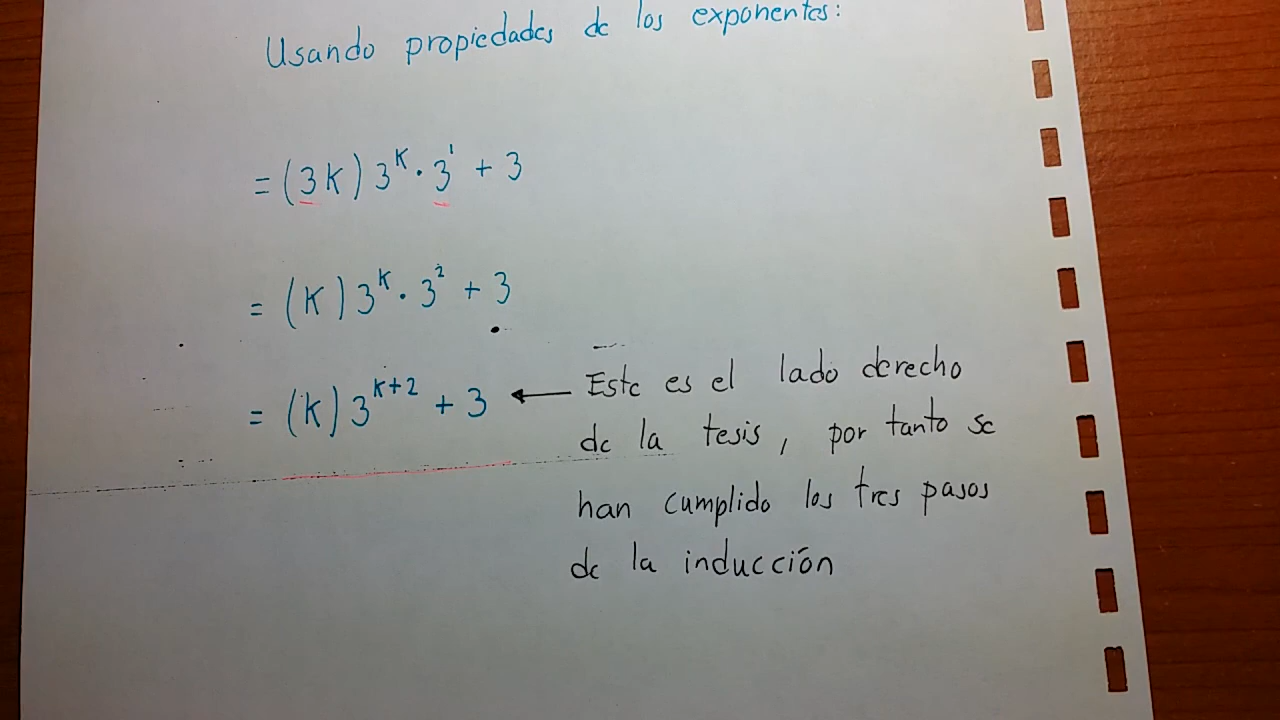 Usando propiedades de los exponentes:
= (3K) 3^K · 3^1 + 3
= (K) 3^K · 3^2 + 3
= (K) 3^{K+2} + 3 ← Este es el lado derecho
de la tesis, por tanto se
han cumplido los tres pasos
de la inducción